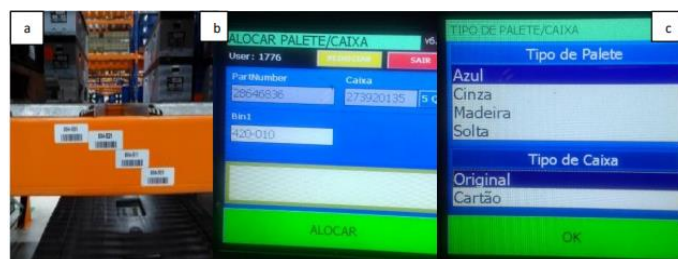 a
b
c
ALOCAR PALETE/CAIXA
User: 1776
SAIR
PartNumber
Caixa
28646836
273920135
5
Bin1
420-010
ALOCAR
TIPO DE PALETE/CAIXA
Tipo de Palete
Azul
Cinza
Madeira
Solta
Tipo de Caixa
Original
Cartão
OK